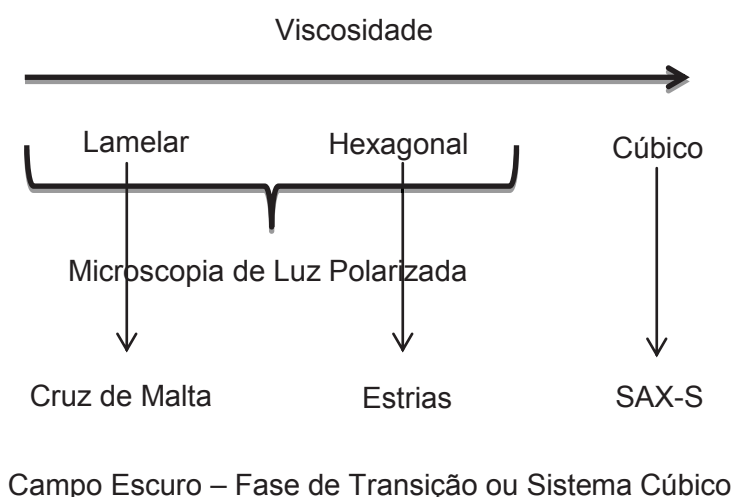 Viscosidade
Lamelar Hexagonal Cúbico
Microscopia de Luz Polarizada
Cruz de Malta Estrias SAX-S
Campo Escuro – Fase de Transição ou Sistema Cúbico